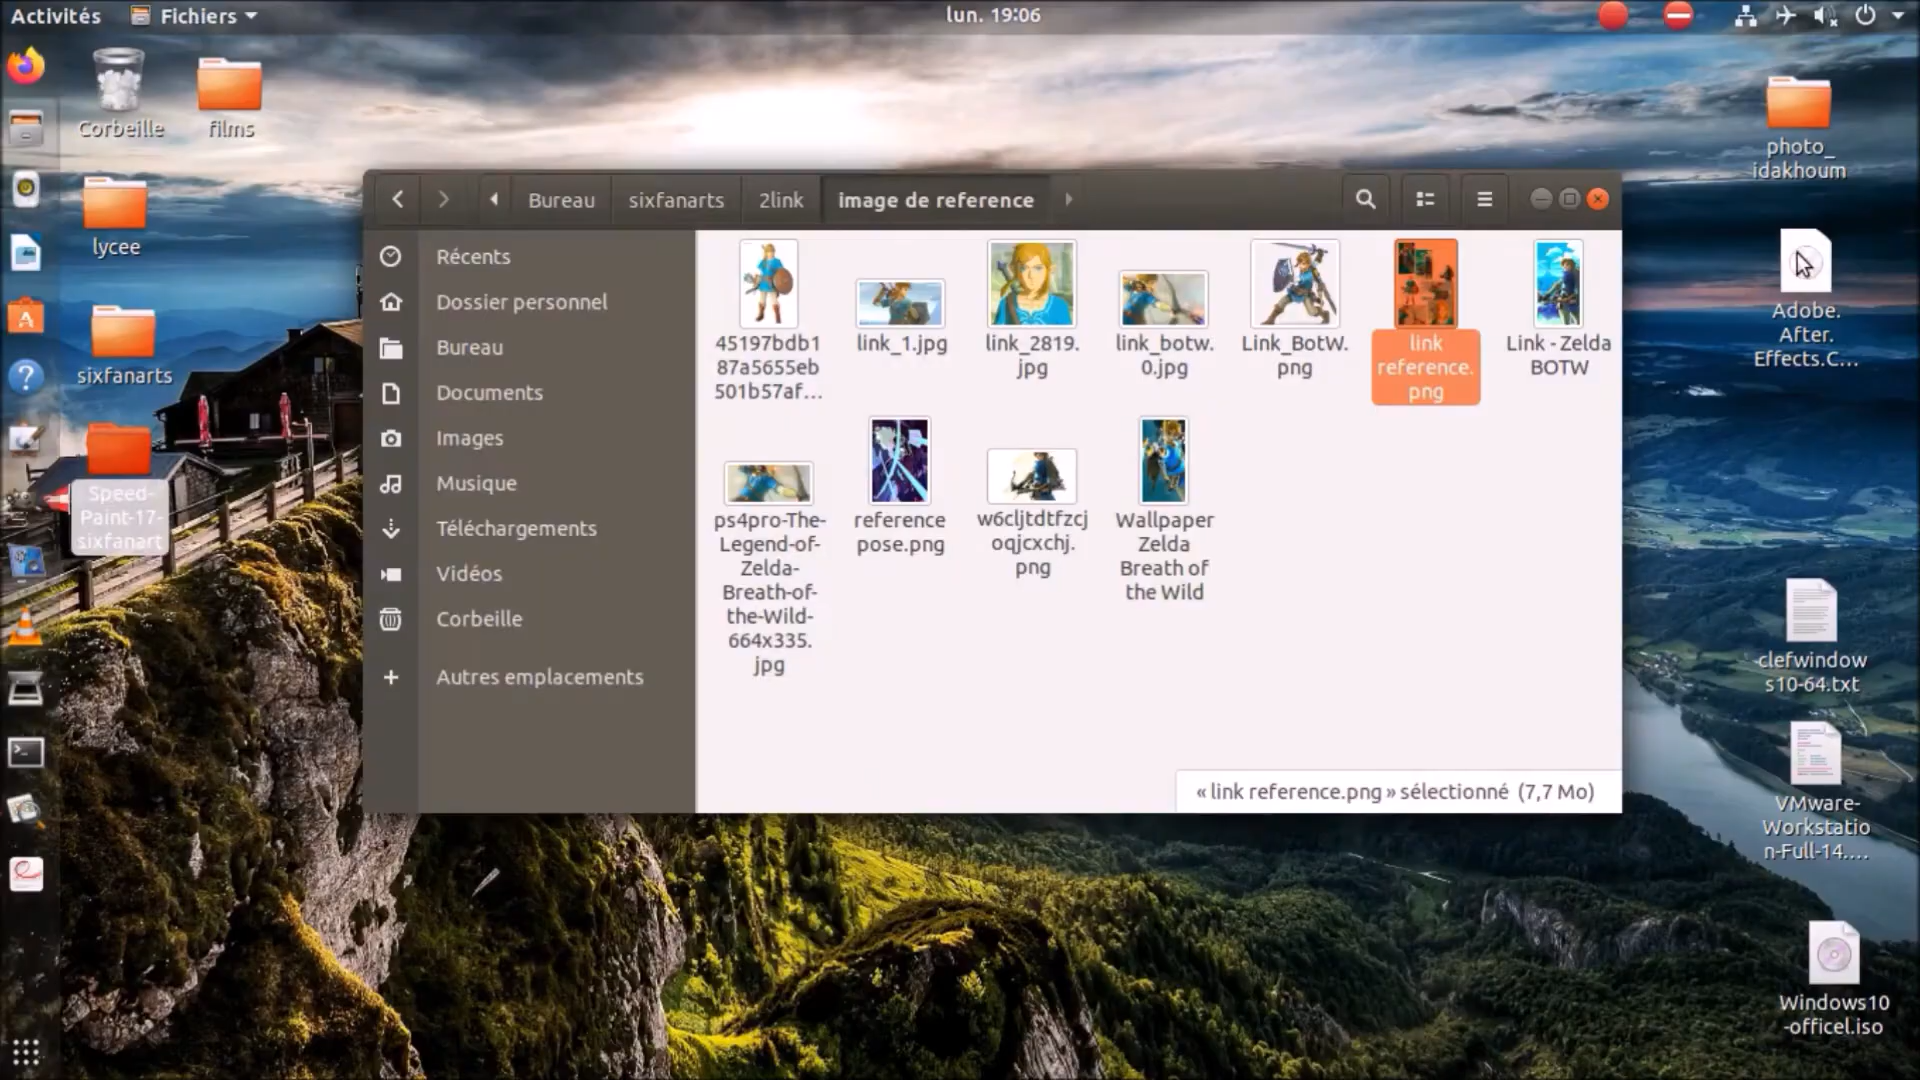 Activités
Fichiers
lun. 19:06
Corbeille
films
lycee
sixfanarts
Speed-
Paint-17-
sixfanart
Bureau
sixfanarts
2link
image de reference
Récents
Dossier personnel
Bureau
Documents
Images
Musique
Téléchargements
Vidéos
Corbeille
Autres emplacements
45197bdb1
87a5655eb
501b57af...
link_1.jpg
link_2819.
jpg
link_botw.
0.jpg
Link_BotW.
png
link
reference.
png
Link - Zelda
BOTW
ps4pro-The-
Legend-of-
Zelda-
Breath-of-
the-Wild-
664x335.
jpg
reference
pose.png
w6cljtdtfzcj
oqjcxchj.
png
Wallpaper
Zelda
Breath of
the Wild
« link reference.png » sélectionné (7,7 Mo)
photo_
idakhoum
Adobe.
After.
Effects.C...
clefwindow
s10-64.txt
VMware-
Workstatio
n-Full-14....
Windows10
-officel.iso